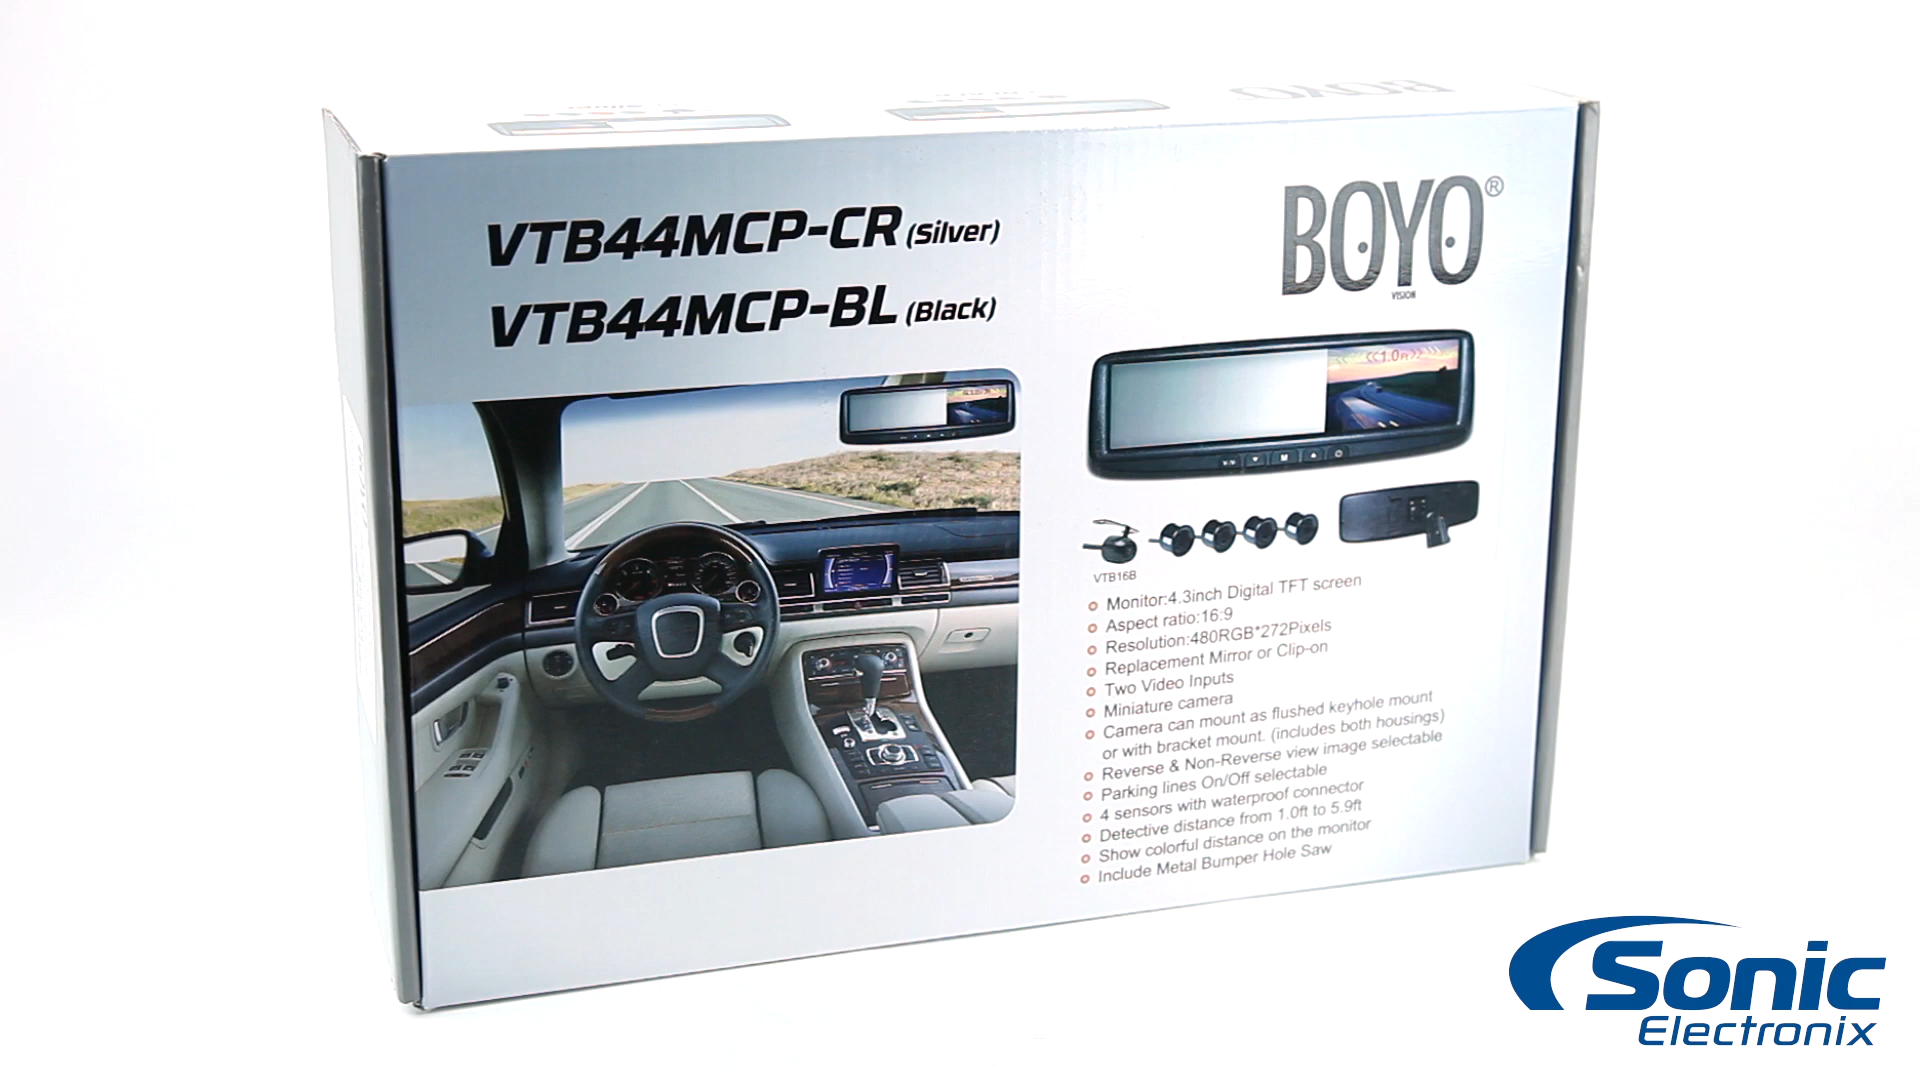 BOYO
VTB44MCP-CR (Silver)
VTB44MCP-BL (Black)
BOYO®
VISION
<<1.0Ft>>
M
VTB16B
Monitor:4.3inch Digital TFT screen
Aspect ratio:16:9
Resolution:480RGB*272Pixels
Replacement Mirror or Clip-on
Two Video Inputs
Miniature camera
Camera can mount as flushed keyhole mount
or with bracket mount. (includes both housings)
Reverse & Non-Reverse view image selectable
Parking lines On/Off selectable
4 sensors with waterproof connector
Detective distance from 1.0ft to 5.9ft
Show colorful distance on the monitor
Include Metal Bumper Hole Saw
Sonic
Electronix